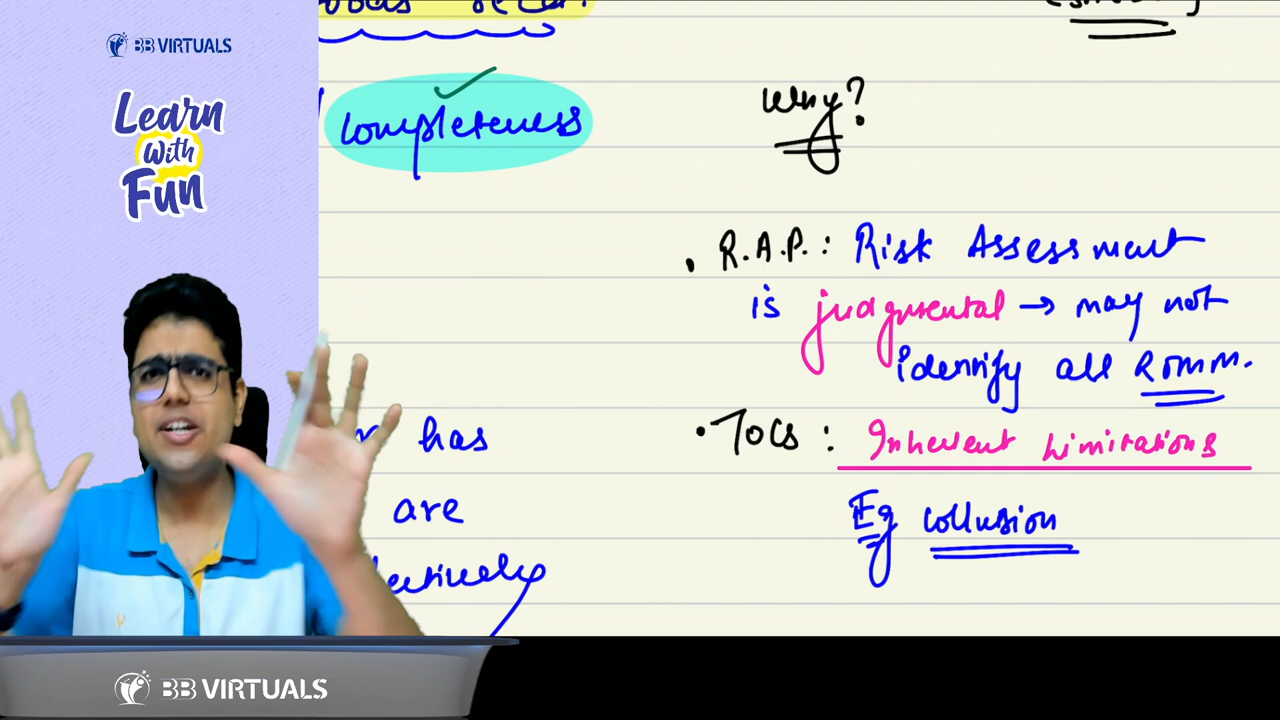 BB VIRTUALS
Learn
With
Fun
completeness
Why?
• R.A.P. : Risk Assessment
is judgmental → may not
identify all ROMM.
• TOCs : Inherent Limitations
Eg collusion
has
are
BB VIRTUALS